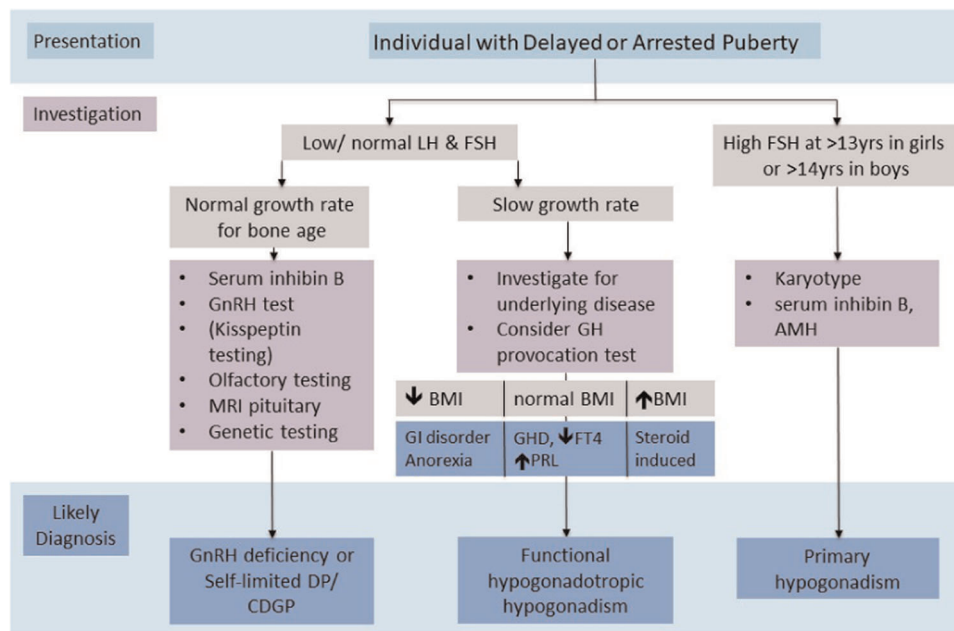 Presentation
Individual with Delayed or Arrested Puberty
Investigation
Low/ normal LH & FSH
High FSH at >13yrs in girls
or >14yrs in boys
Normal growth rate
for bone age
Slow growth rate
• Serum inhibin B
• GnRH test
• (Kisspeptin
testing)
• Olfactory testing
• MRI pituitary
• Genetic testing
• Investigate for
underlying disease
• Consider GH
provocation test
• Karyotype
• serum inhibin B,
AMH
↓ BMI
normal BMI
↑BMI
GI disorder
Anorexia
GHD, ↓FT4
↑PRL
Steroid
induced
Likely
Diagnosis
GnRH deficiency or
Self-limited DP/
CDGP
Functional
hypogonadotropic
hypogonadism
Primary
hypogonadism